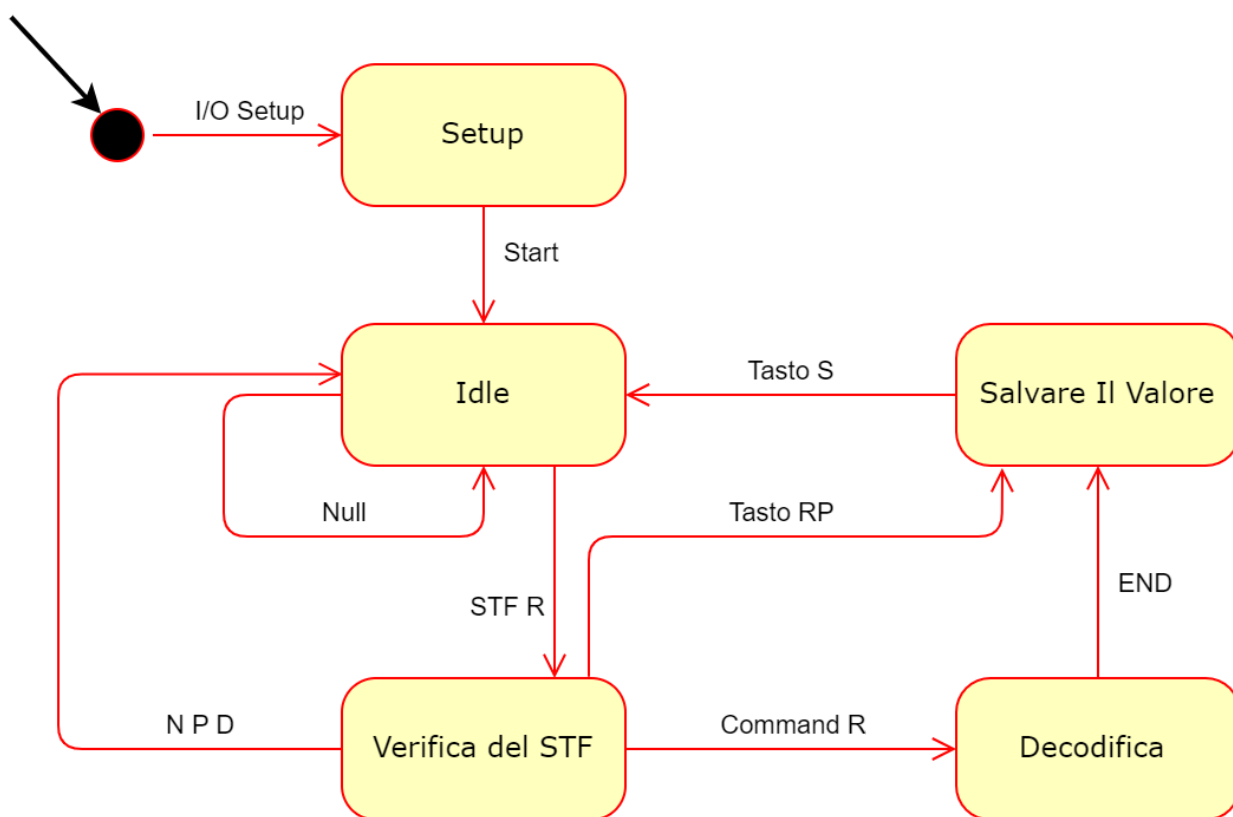 I/O Setup
Setup
Start
Idle
Tasto S
Salvare Il Valore
Null
Tasto RP
STF R
END
N P D
Verifica del STF
Command R
Decodifica